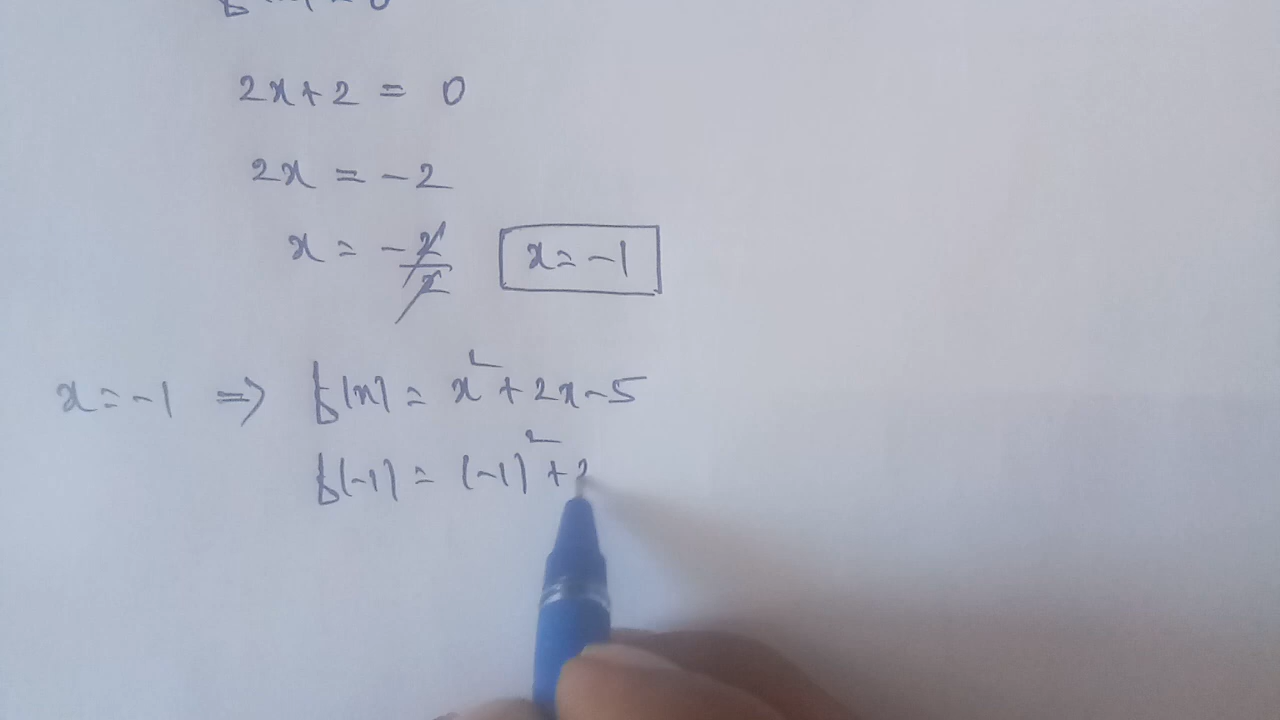 2x + 2 = 0
2x = -2
x = -2/2 x = -1
x = -1 => f(x) = x² + 2x - 5
f(-1) = (-1)² + 2